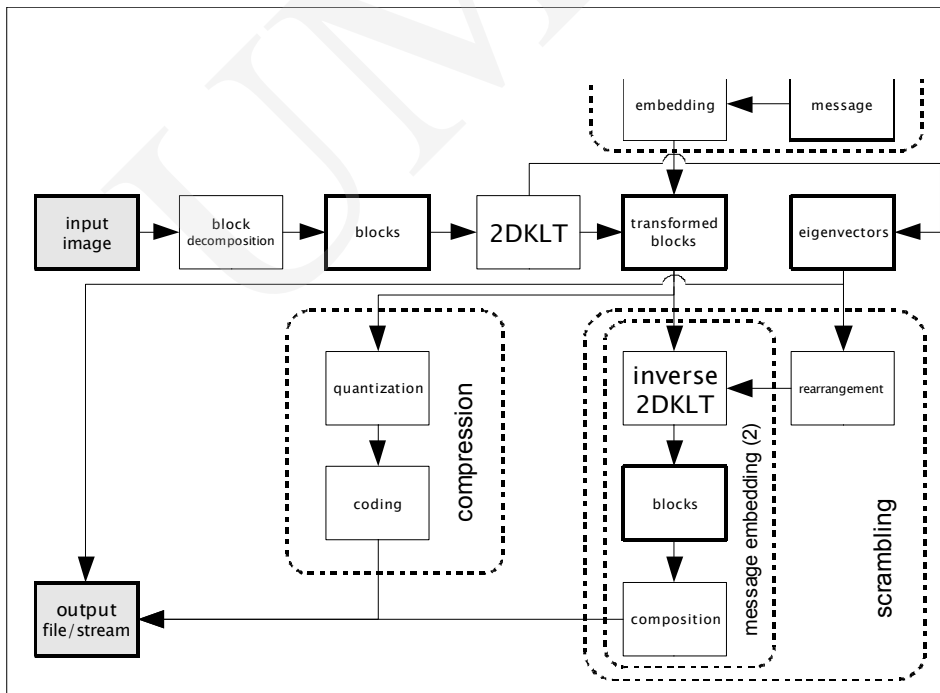 UM
embedding
message
input
image
block
decomposition
blocks
2DKLT
transformed
blocks
eigenvectors
quantization
coding
compression
inverse
2DKLT
blocks
composition
message embedding (2)
rearrangement
scrambling
output
file/stream